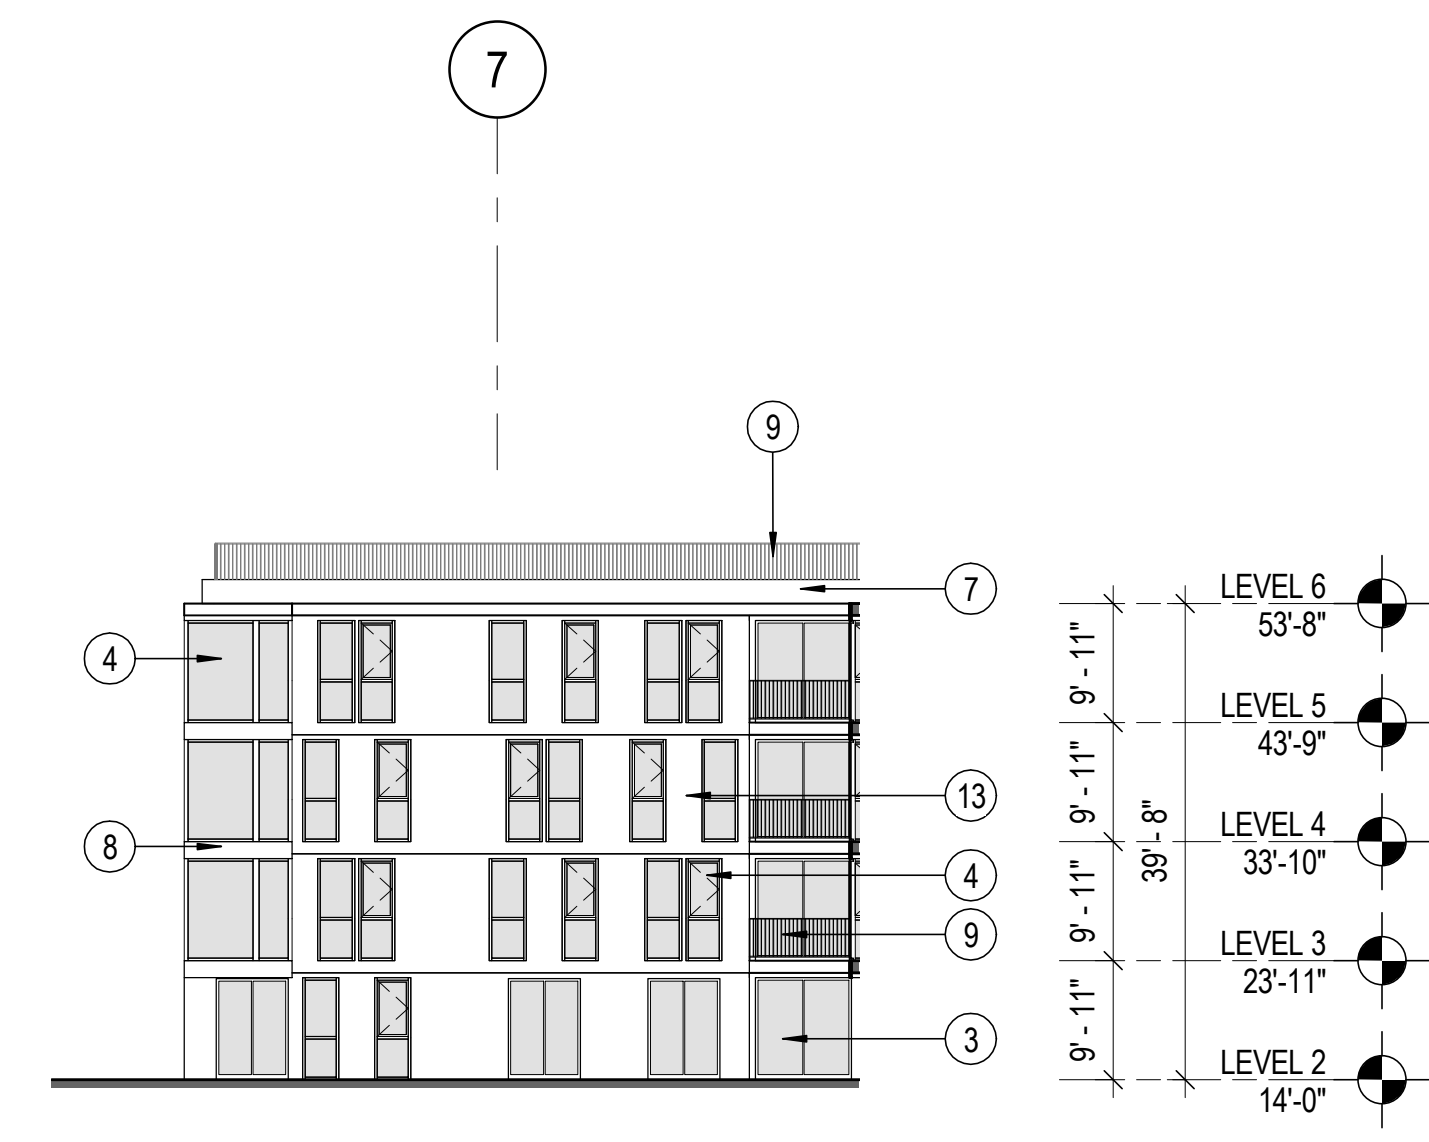 7
9
7
4
13
8
4
9
3
LEVEL 6
53'-8"
LEVEL 5
43'-9"
LEVEL 4
33'-10"
LEVEL 3
23'-11"
LEVEL 2
14'-0"
9' - 11"
9' - 11"
9' - 11"
9' - 11"
39' - 8"